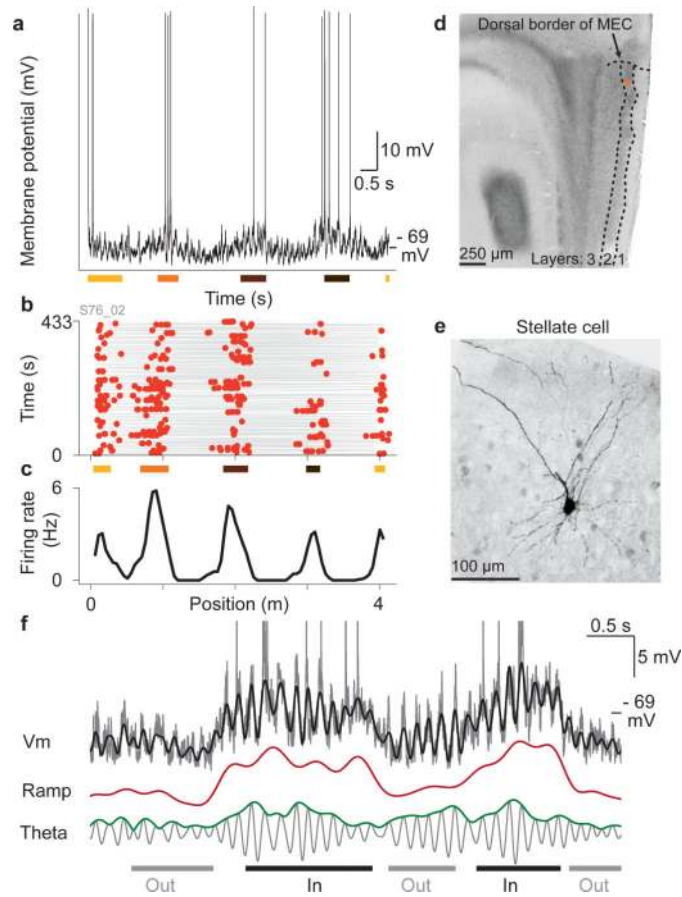 a
Membrane potential (mV)
10 mV
0.5 s
- 69
mV
Time (s)
b
S76_02
433
Time (s)
0
c
6
Firing rate
(Hz)
0
0
Position (m)
4
d
Dorsal border of MEC
250 µm
Layers: 3 2 1
e
Stellate cell
100 µm
f
0.5 s
5 mV
- 69
mV
Vm
Ramp
Theta
Out
In
Out
In
Out